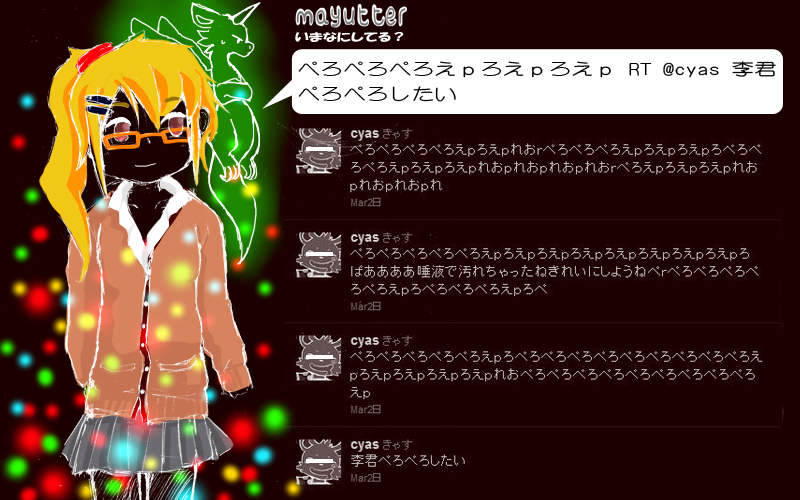 mayutter
いまなにしてる？
ぺろぺろぺろえｐろえｐろえｐ RT @cyas 李君
ぺろぺろしたい
cyas きゃす
ぺろぺろぺろぺろえpろえpれおrぺろぺろぺろえpろえpろえpろぺろぺ
ろぺろえpろえpろえpれおpれおpれおpれおrぺろえpろえpろえpれお
pれおpれおpれ
Mar2日
cyas きゃす
ぺろぺろぺろぺろぺろえpろえpろえpろえpろえpろえpろえpろえpろ
ぱああああ唾液で汚れちゃったねきれいにしようねぺrぺろぺろぺろぺ
ろぺろえpろぺろぺろぺろえpろぺ
Mar2日
cyas きゃす
ぺろぺろぺろぺろぺろえpろぺろぺろぺろぺろぺろぺろぺろぺろぺろえ
pろえpろえpろえpろえpれおぺろぺろぺろぺろぺろぺろぺろぺろぺろ
えp
Mar2日
cyas きゃす
李君ぺろぺろしたい
Mar2日